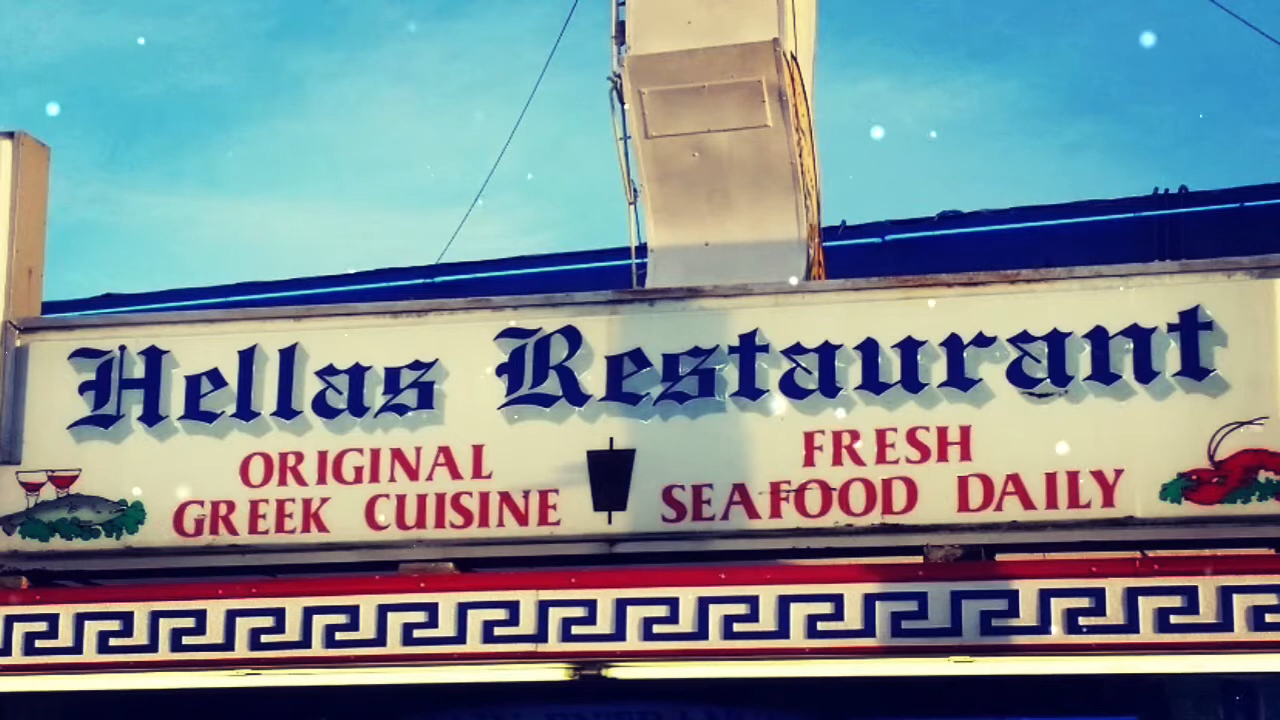 Hellas Restaurant
ORIGINAL
GREEK CUISINE
FRESH
SEAFOOD DAILY